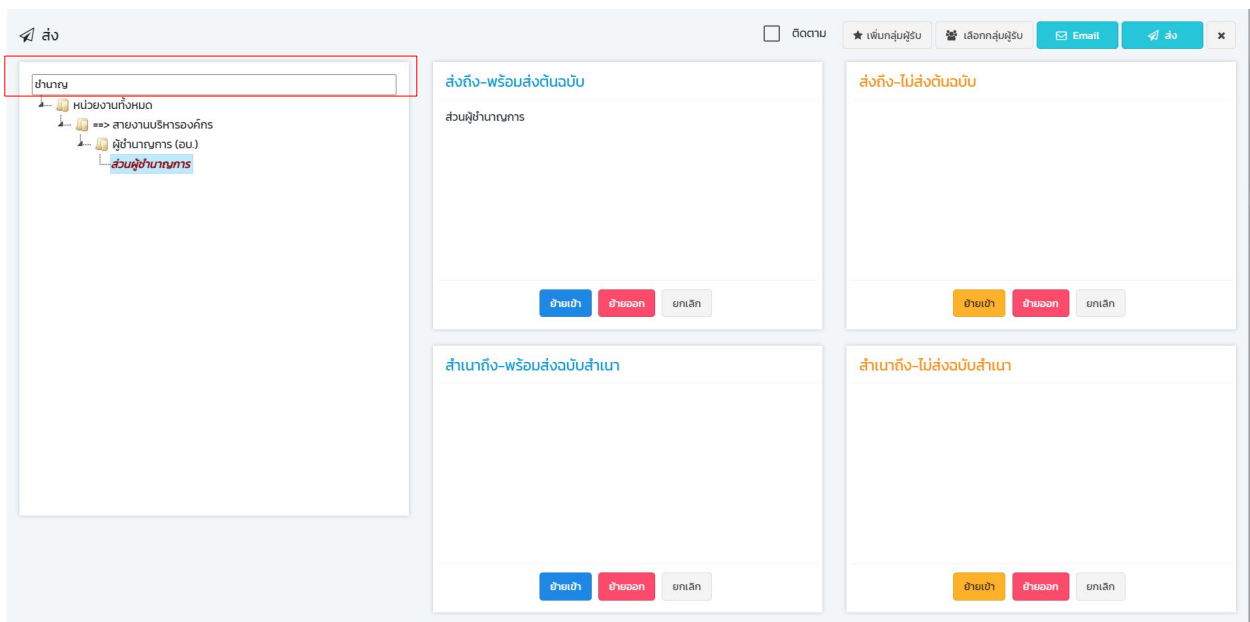 ส่ง
ติดตาม
เพิ่มกลุ่มผู้รับ
เลือกกลุ่มผู้รับ
Email
ส่ง
ชำนาญ
หน่วยงานทั้งหมด
==> สายงานบริหารองค์กร
ผู้ชำนาญการ (อบ.)
ส่วนผู้ชำนาญการ
ส่งถึง-พร้อมส่งต้นฉบับ
ส่วนผู้ชำนาญการ
ย้ายเข้า ย้ายออก ยกเลิก
ส่งถึง-ไม่ส่งต้นฉบับ
ย้ายเข้า ย้ายออก ยกเลิก
สำเนาถึง-พร้อมส่งฉบับสำเนา
ย้ายเข้า ย้ายออก ยกเลิก
สำเนาถึง-ไม่ส่งฉบับสำเนา
ย้ายเข้า ย้ายออก ยกเลิก